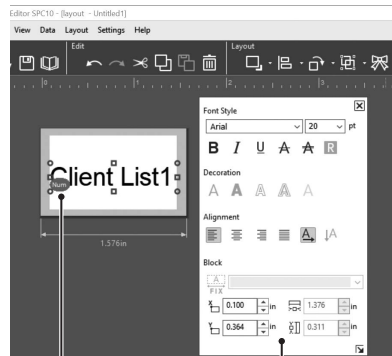 Editor SPC10 - [layout - Untitled1]
View Data Layout Settings Help
Edit Layout
0 1 2 3
Font Style
Arial 20 pt
B I U A A R
Decoration
A A A A A
Client List1
Num.
Alignment
A A
1.576in
Block
A
FIX
X 0.100 in 1.376 in
Y 0.364 in 0.311 in